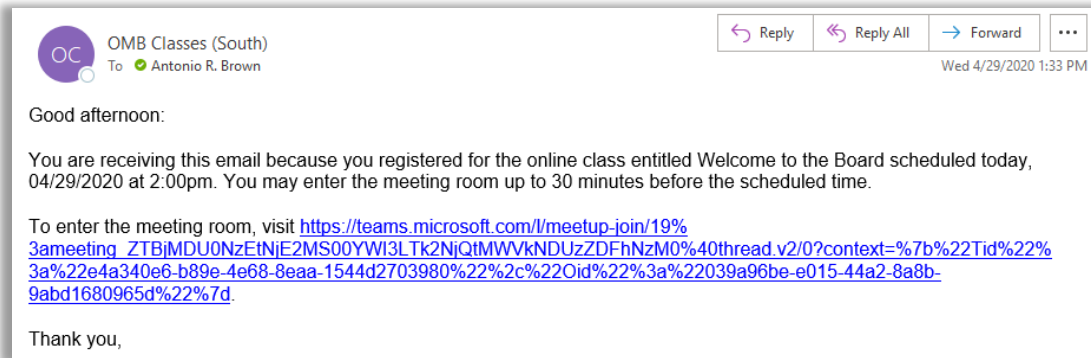 OC
OMB Classes (South)
To Antonio R. Brown
Reply
Reply All
Forward
Wed 4/29/2020 1:33 PM
Good afternoon:
You are receiving this email because you registered for the online class entitled Welcome to the Board scheduled today,
04/29/2020 at 2:00pm. You may enter the meeting room up to 30 minutes before the scheduled time.
To enter the meeting room, visit https://teams.microsoft.com/l/meetup-join/19%
3ameeting_ZTBjMDU0NzEtNjE2MS00YWI3LTk2NjQtMWVkNDUzZDFhNzM0%40thread.v2/0?context=%7b%22Tid%22%
3a%22e4a340e6-b89e-4e68-8eaa-1544d2703980%22%2c%22Oid%22%3a%22039a96be-e015-44a2-8a8b-
9abd1680965d%22%7d.
Thank you,